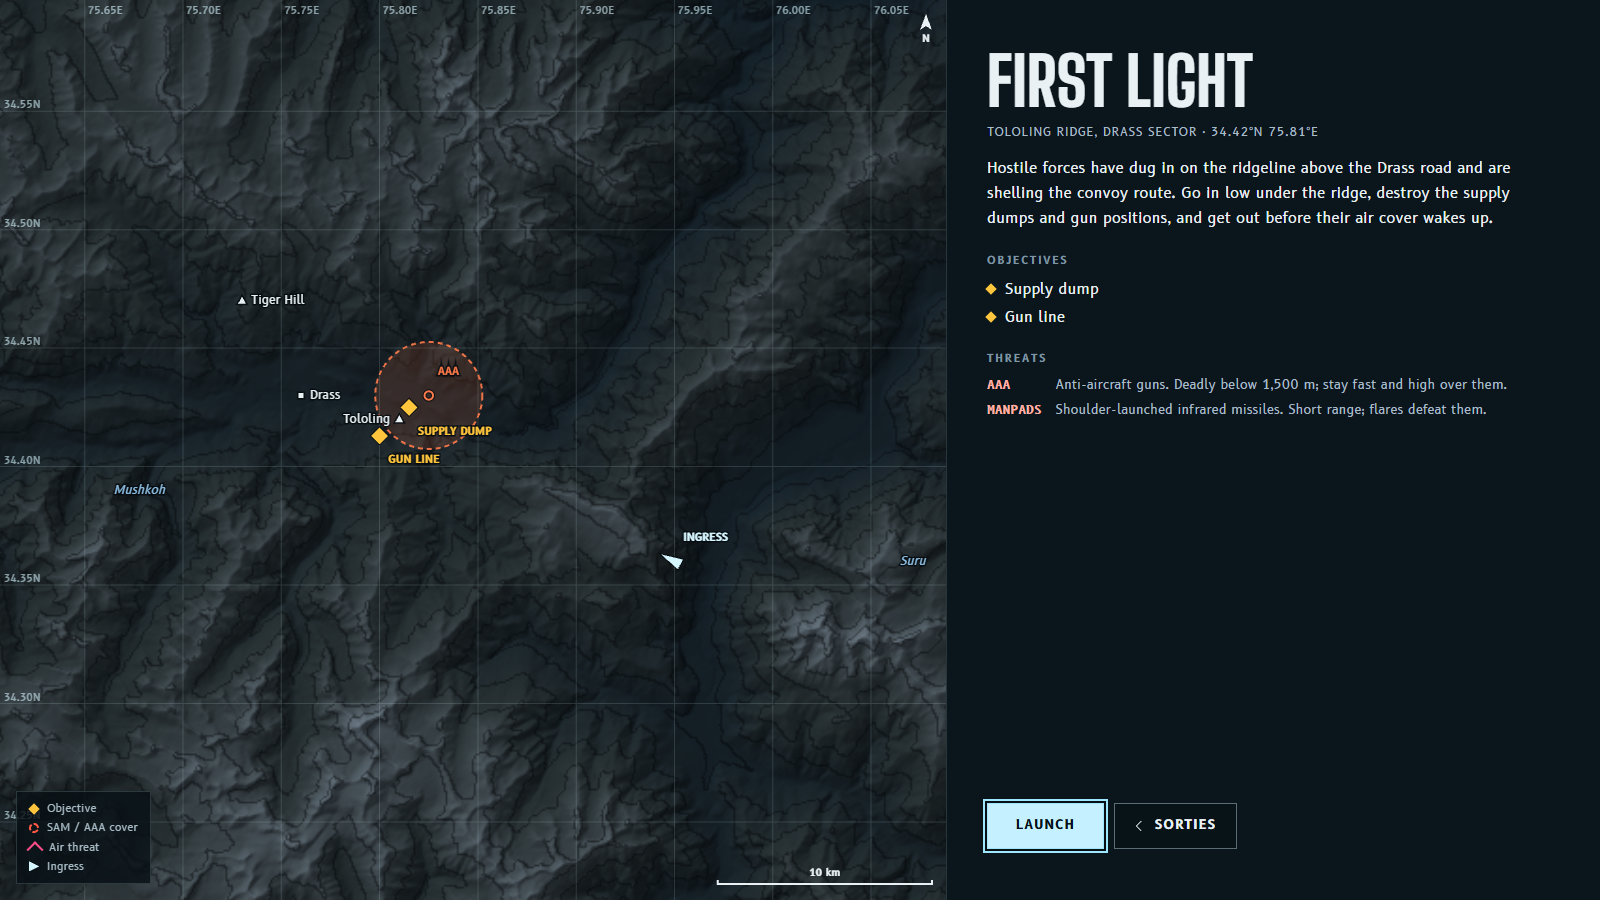 75.65E
75.70E
75.75E
75.80E
75.85E
75.90E
75.95E
76.00E
76.05E
N
34.55N
34.50N
34.45N
34.40N
34.35N
34.30N
Tiger Hill
Drass
AAA
Tololing
SUPPLY DUMP
GUN LINE
Mushkoh
INGRESS
Suru
Objective
SAM / AAA cover
Air threat
Ingress
10 km
FIRST LIGHT
TOLOLING RIDGE, DRASS SECTOR · 34.42°N 75.81°E
Hostile forces have dug in on the ridgeline above the Drass road and are
shelling the convoy route. Go in low under the ridge, destroy the supply
dumps and gun positions, and get out before their air cover wakes up.
OBJECTIVES
Supply dump
Gun line
THREATS
AAA Anti-aircraft guns. Deadly below 1,500 m; stay fast and high over them.
MANPADS Shoulder-launched infrared missiles. Short range; flares defeat them.
LAUNCH
SORTIES